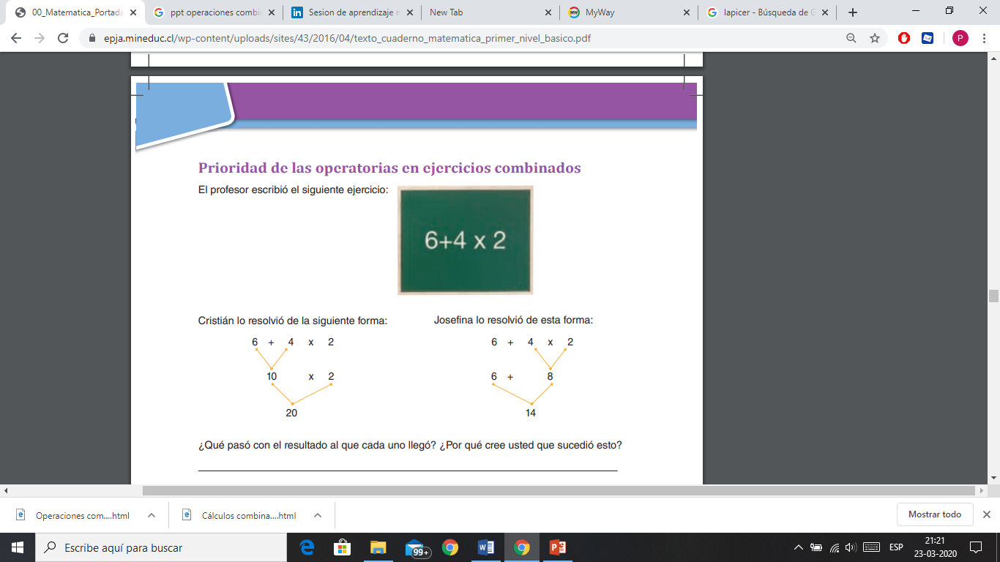 00_Matematica_Portada
ppt operaciones combi
Sesion de aprendizaje
New Tab
MyWay
lapicer - Búsqueda de G
epja.mineduc.cl/wp-content/uploads/sites/43/2016/04/texto_cuaderno_matematica_primer_nivel_basico.pdf
P
Prioridad de las operatorias en ejercicios combinados
El profesor escribió el siguiente ejercicio:
6+4 x 2
Cristián lo resolvió de la siguiente forma:
6 + 4 x 2
10 x 2
20
Josefina lo resolvió de esta forma:
6 + 4 x 2
6 + 8
14
¿Qué pasó con el resultado al que cada uno llegó? ¿Por qué cree usted que sucedió esto?
Operaciones com....html
Cálculos combina....html
Mostrar todo
Escribe aquí para buscar
99+
ESP
21:21
23-03-2020